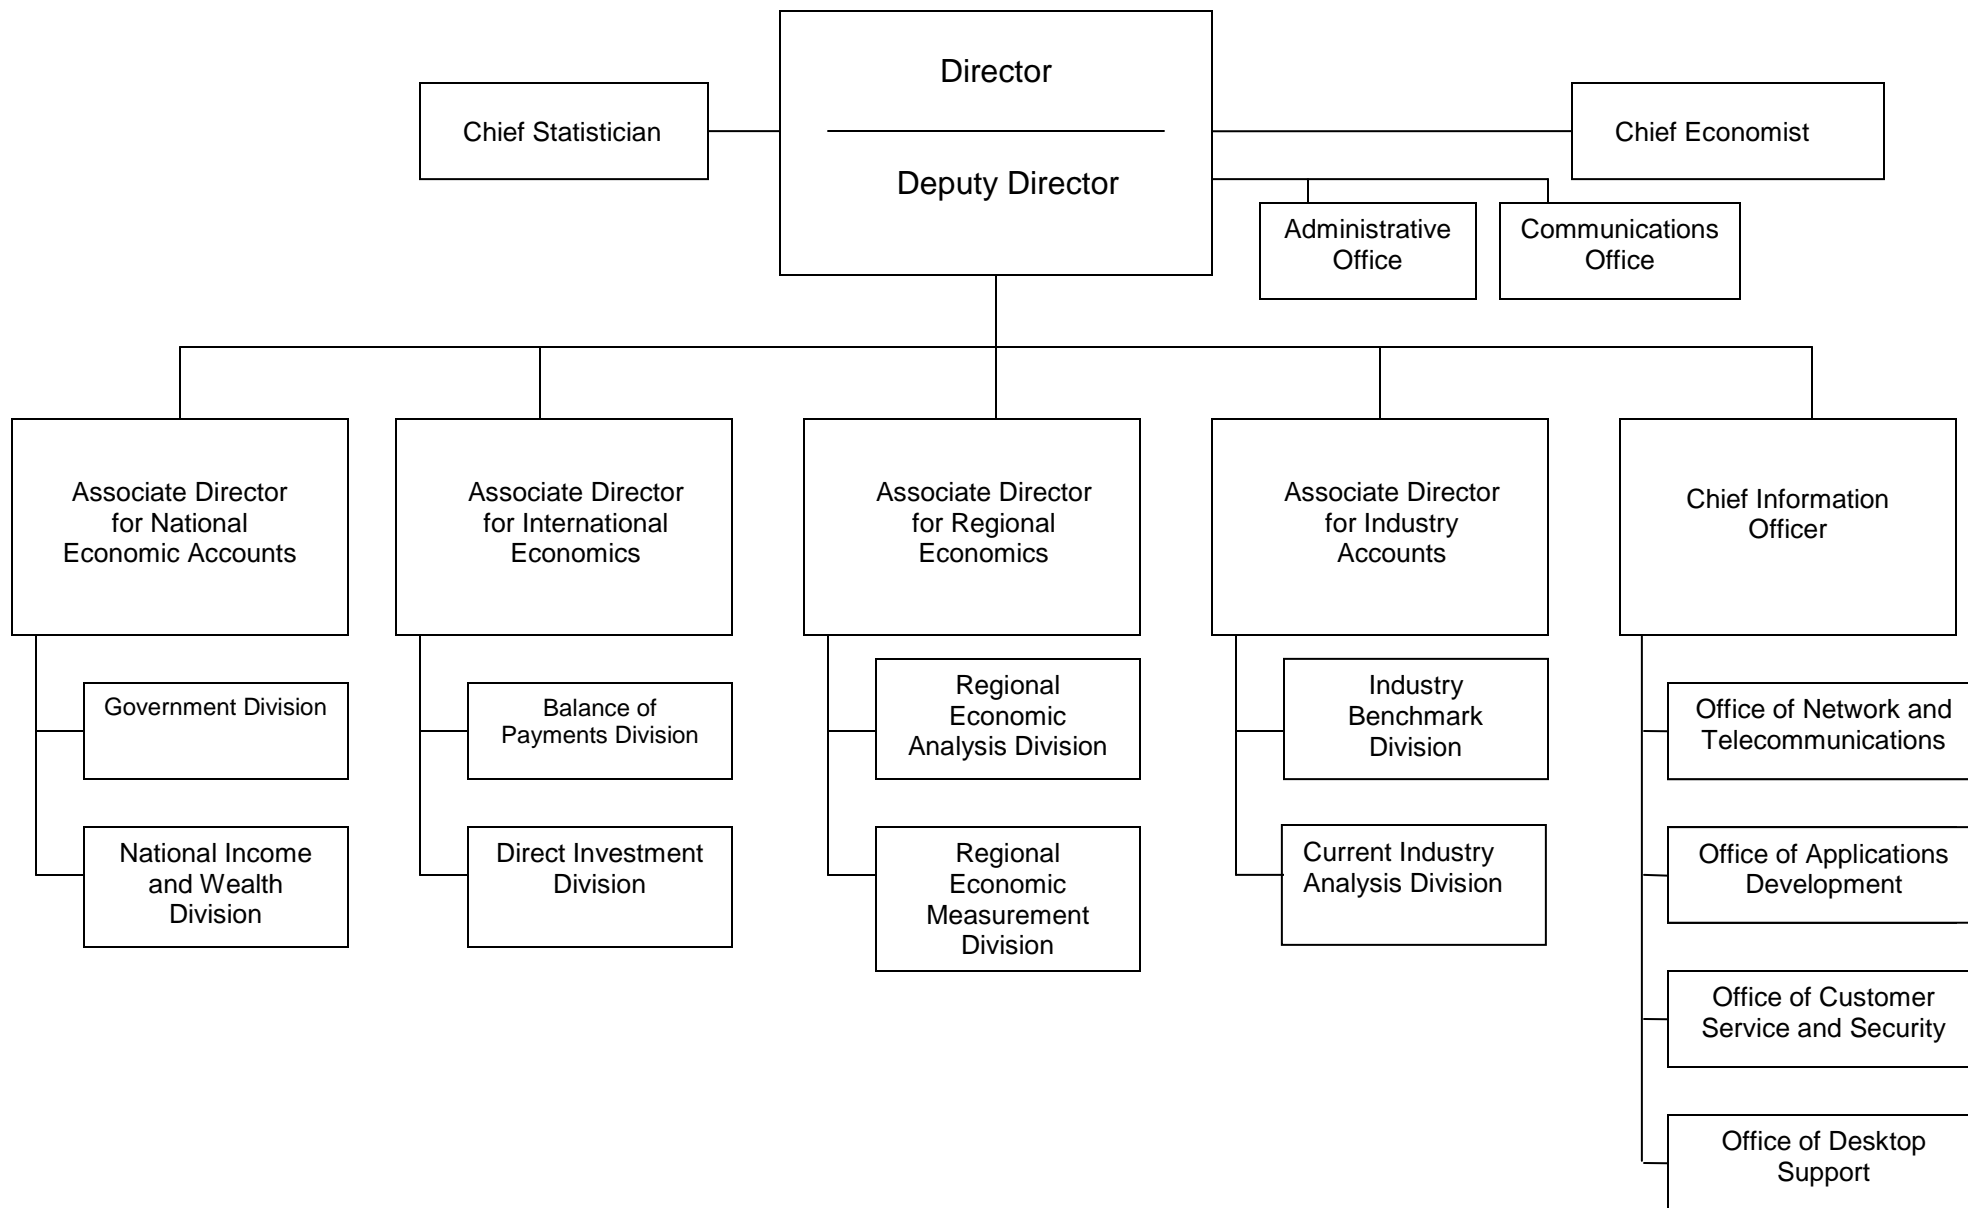 Director
Chief Statistician
Chief Economist
Deputy Director
Administrative
Office
Communications
Office
Associate Director
for National
Economic Accounts
Associate Director
for International
Economics
Associate Director
for Regional
Economics
Associate Director
for Industry
Accounts
Chief Information
Officer
Government Division
National Income
and Wealth
Division
Balance of
Payments Division
Direct Investment
Division
Regional
Economic
Analysis Division
Regional
Economic
Measurement
Division
Industry
Benchmark
Division
Current Industry
Analysis Division
Office of Network and
Telecommunications
Office of Applications
Development
Office of Customer
Service and Security
Office of Desktop
Support